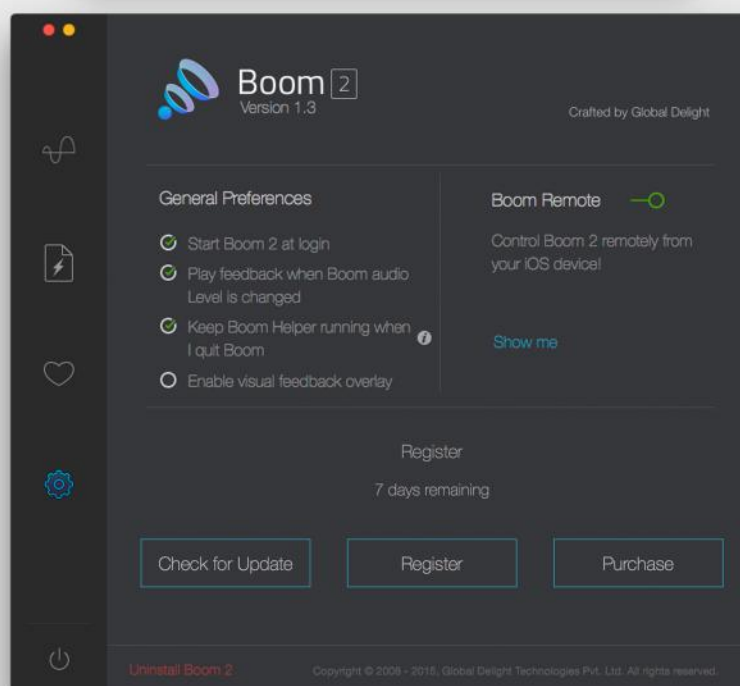 Boom 2
Version 1.3
Crafted by Global Delight
General Preferences
Start Boom 2 at login
Play feedback when Boom audio
Level is changed
Keep Boom Helper running when
I quit Boom
Enable visual feedback overlay
Boom Remote
Control Boom 2 remotely from
your iOS device!
Show me
Register
7 days remaining
Check for Update
Register
Purchase
Uninstall Boom 2
Copyright © 2008 - 2015, Global Delight Technologies Pvt. Ltd. All rights reserved.